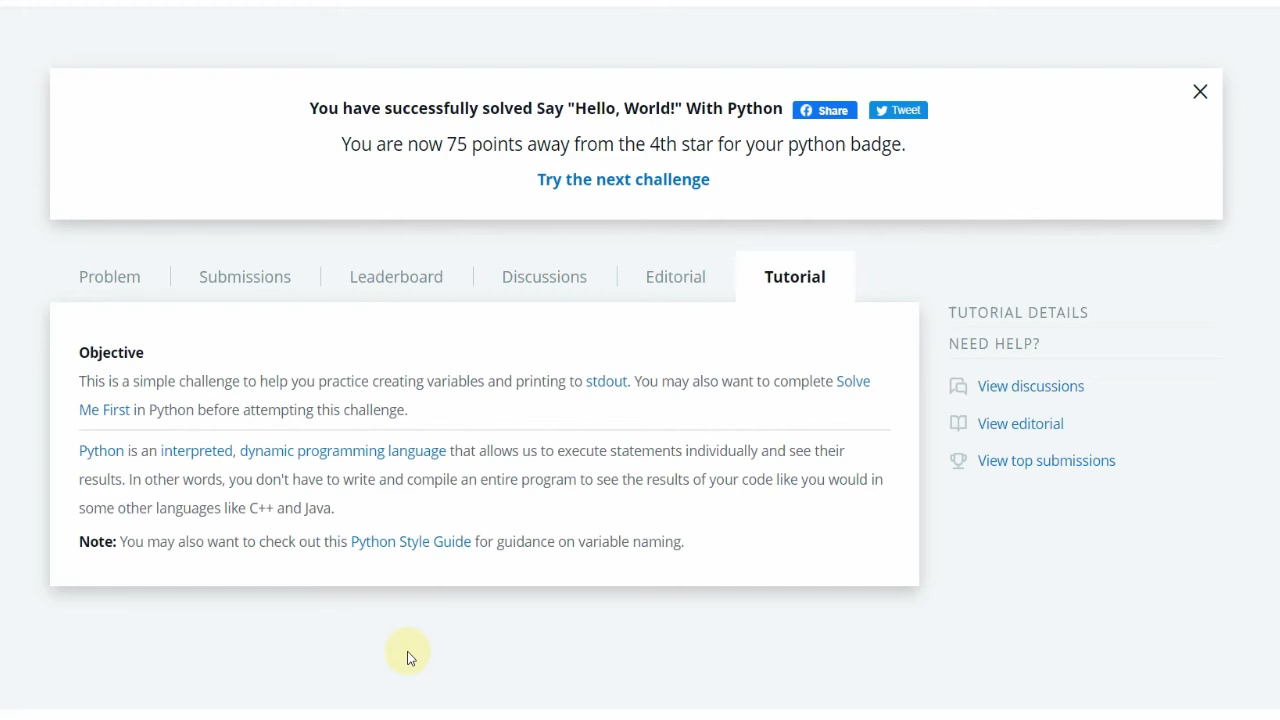 You have successfully solved Say "Hello, World!" With Python Share Tweet
You are now 75 points away from the 4th star for your python badge.
Try the next challenge
Problem Submissions Leaderboard Discussions Editorial Tutorial
Objective
This is a simple challenge to help you practice creating variables and printing to stdout. You may also want to complete Solve
Me First in Python before attempting this challenge.
Python is an interpreted, dynamic programming language that allows us to execute statements individually and see their
results. In other words, you don't have to write and compile an entire program to see the results of your code like you would in
some other languages like C++ and Java.
Note: You may also want to check out this Python Style Guide for guidance on variable naming.
TUTORIAL DETAILS
NEED HELP?
View discussions
View editorial
View top submissions